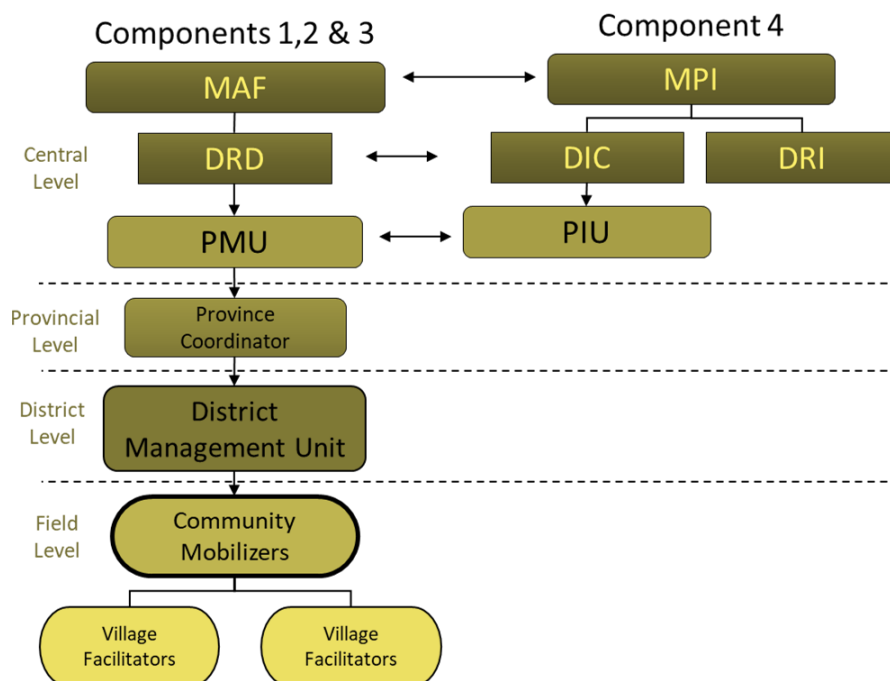 Components 1,2 & 3
Component 4
MAF
MPI
Central
Level
DRD
DIC
DRI
PMU
PIU
Provincial
Level
Province
Coordinator
District
Level
District
Management Unit
Field
Level
Community
Mobilizers
Village
Facilitators
Village
Facilitators